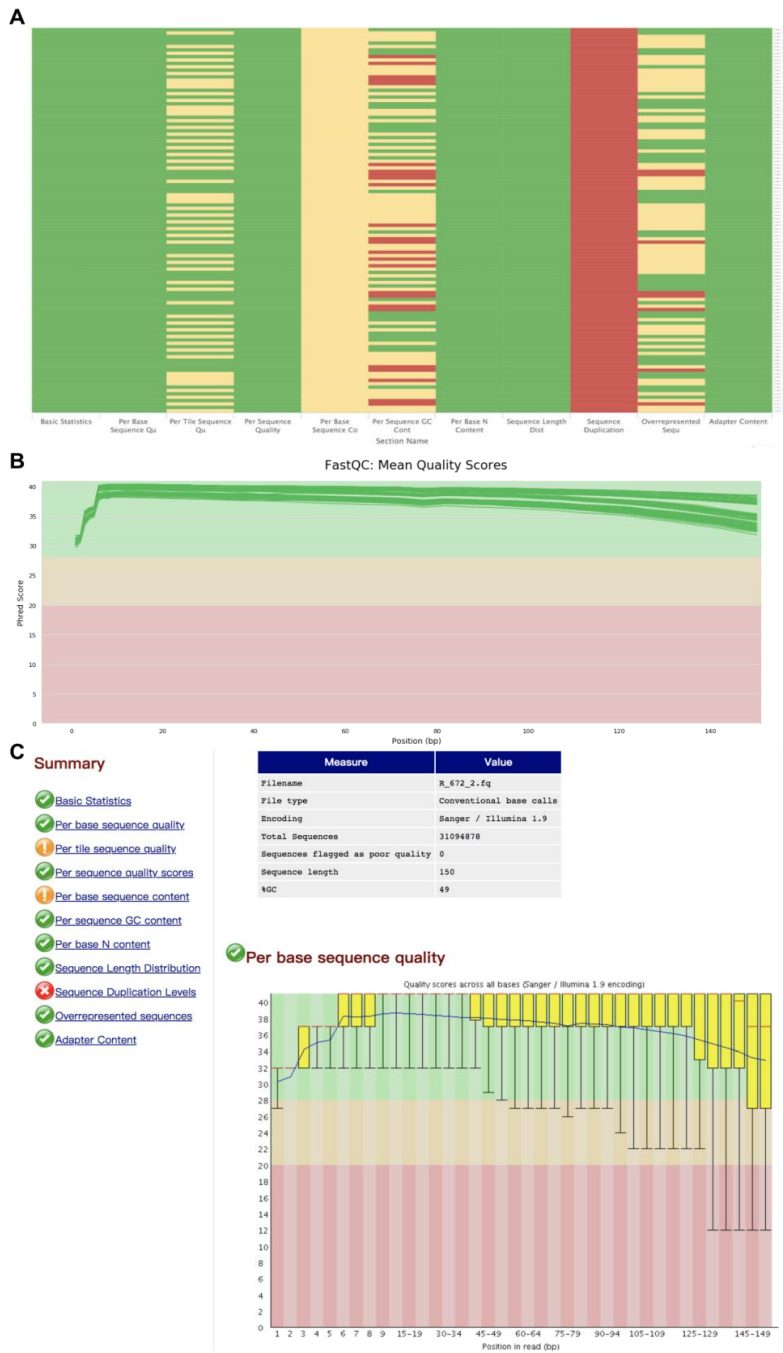 A
Basic Statistics
Per Base
Sequence Qu
Per Tile Sequence
Qu
Per Sequence
Quality
Per Base
Sequence Co
Per Sequence GC
Cont
Per Base N
Content
Sequence Length
Dist
Sequence
Duplication
Overrepresented
Sequ
Adapter Content
Section Name
B
FastQC: Mean Quality Scores
Phred Score
40
35
30
25
20
15
10
5
0
0 20 40 60 80 100 120 140
Position (bp)
C
Summary
Basic Statistics
Per base sequence quality
Per tile sequence quality
Per sequence quality scores
Per base sequence content
Per sequence GC content
Per base N content
Sequence Length Distribution
Sequence Duplication Levels
Overrepresented sequences
Adapter Content
Measure Value
Filename R_672_2.fq
File type Conventional base calls
Encoding Sanger / Illumina 1.9
Total Sequences 31094878
Sequences flagged as poor quality 0
Sequence length 150
%GC 49
Per base sequence quality
Quality scores across all bases (Sanger / Illumina 1.9 encoding)
40
38
36
34
32
30
28
26
24
22
20
18
16
14
12
10
8
6
4
2
0
1 2 3 4 5 6 7 8 9 15-19 30-34 45-49 60-64 75-79 90-94 105-109 125-129 145-149
Position in read (bp)